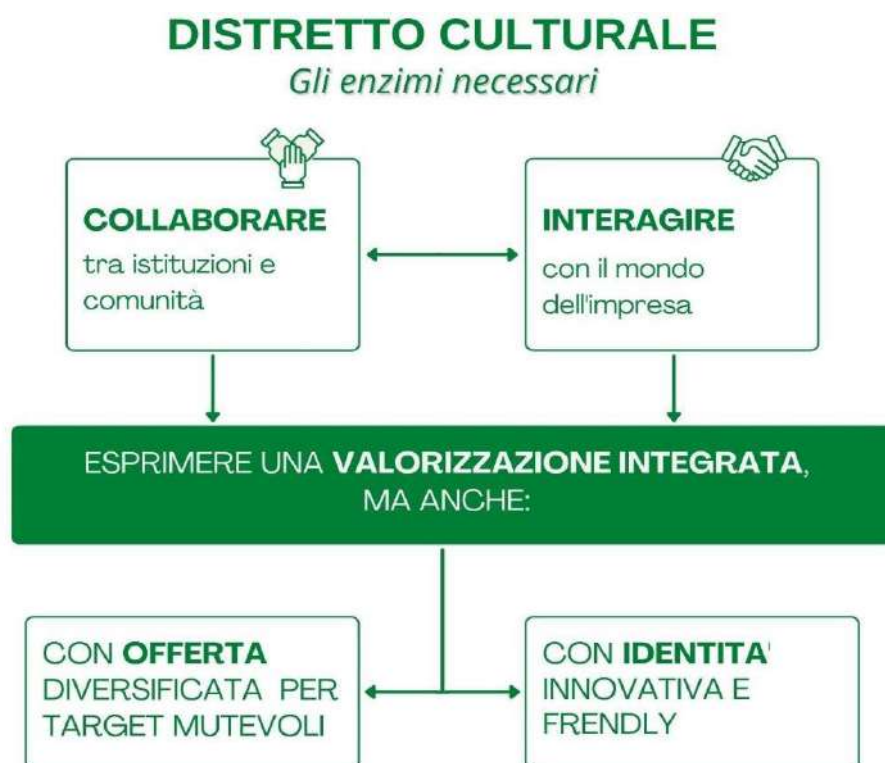 DISTRETTO CULTURALE
Gli enzimi necessari
COLLABORARE
tra istituzioni e
comunità
INTERAGIRE
con il mondo
dell'impresa
ESPRIMERE UNA VALORIZZAZIONE INTEGRATA,
MA ANCHE:
CON OFFERTA
DIVERSIFICATA PER
TARGET MUTEVOLI
CON IDENTITA'
INNOVATIVA E
FRENDLY